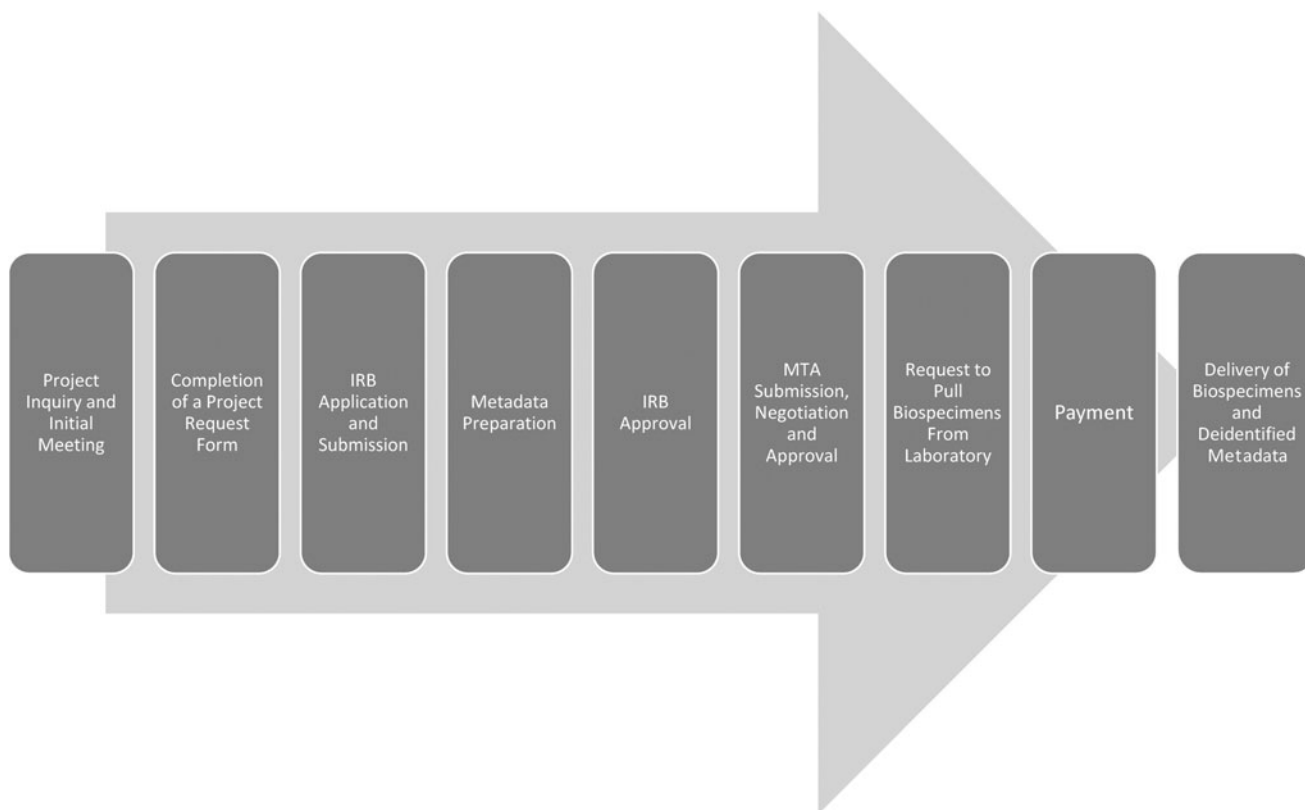 Project
Inquiry and
Initial
Meeting
Completion
of a Project
Request
Form
IRB
Application
and
Submission
Metadata
Preparation
IRB
Approval
MTA
Submission,
Negotiation
and
Approval
Request to
Pull
Biospecimens
From
Laboratory
Payment
Delivery of
Biospecimens
and
Deidentified
Metadata